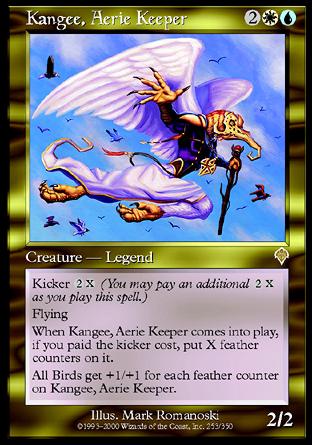 Kangee, Aerie Keeper 2
Creature — Legend
Kicker 2 X (You may pay an additional 2 X
as you play this spell.)
Flying
When Kangee, Aerie Keeper comes into play,
if you paid the kicker cost, put X feather
counters on it.
All Birds get +1/+1 for each feather counter
on Kangee, Aerie Keeper.
Illus. Mark Romanoski
©1993-2000 Wizards of the Coast, Inc. 253/350
2/2